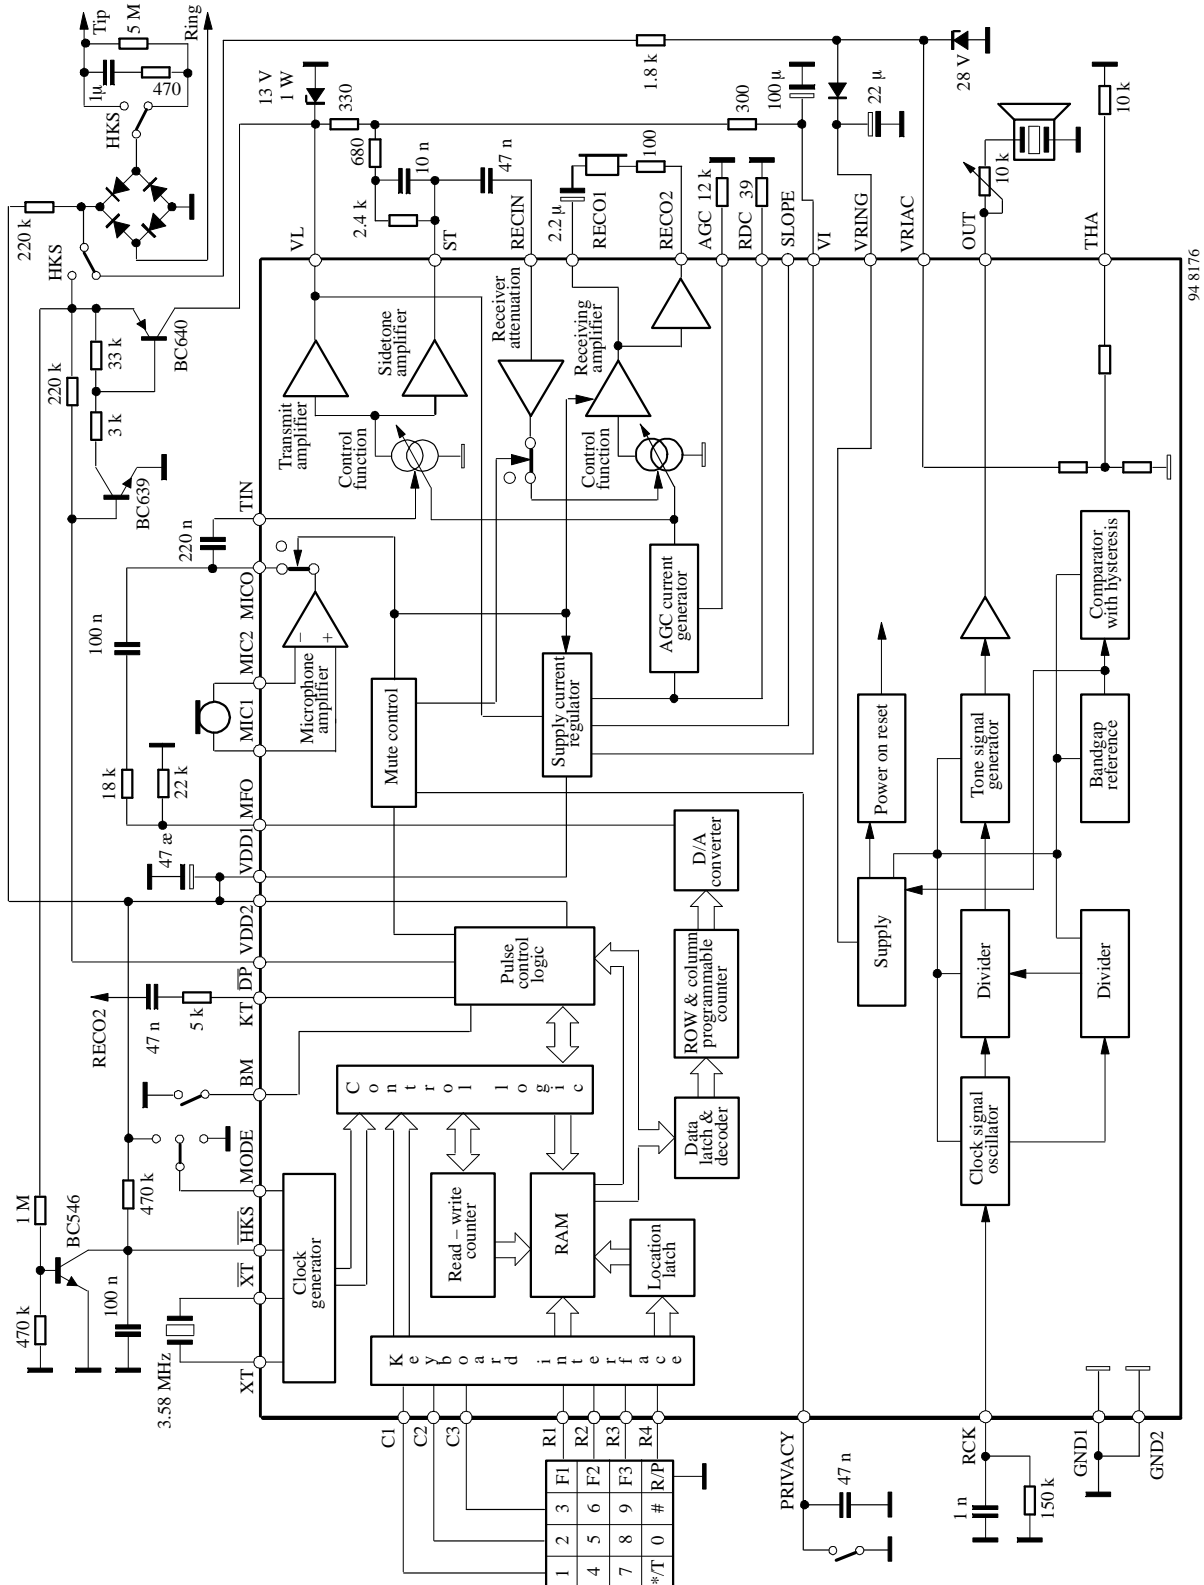 Tip
5 M
Ring
1µ
470
HKS
220 k
HKS
13 V
1 W
330
680
10 n
2.4 k
47 n
2.2 µ
100
1.8 k
300
100 µ
22 µ
28 V
10 k
10 k
VL
ST
RECIN
RECO1
RECO2
AGC
12 k
RDC
39
SLOPE
VI
VRING
VRIAC
OUT
THA
94 8176
220 k
33 k
3 k
BC640
BC639
Transmit
amplifier
Sidetone
amplifier
Receiver
attenuation
Receiving
amplifier
Control
function
Control
function
TIN
220 n
MICO
100 n
MIC2
MIC1
−
+
Microphone
amplifier
18 k
22 k
MFO
47 æ
VDD1
VDD2
DP
KT
5 k
47 n
RECO2
BM
MODE
Mute control
Supply current
regulator
AGC current
generator
Power on reset
Tone signal
generator
Comparator
with hysteresis
Bandgap
reference
D/A
converter
Supply
Divider
Divider
Pulse
control
logic
ROW & column
programmable
counter
Control logic
Data
latch &
decoder
Clock signal
oscillator
1 M
BC546
470 k
470 k
100 n
HKS
XT
3.58 MHz
XT
Clock
generator
Read – write
counter
RAM
Location
latch
Keyboard interface
C1
C2
C3
R1
R2
R3
R4
PRIVACY
RCK
GND1
GND2
47 n
1 n
150 k
1 2 3 F1
4 5 6 F2
7 8 9 F3
*/T 0 # R/P